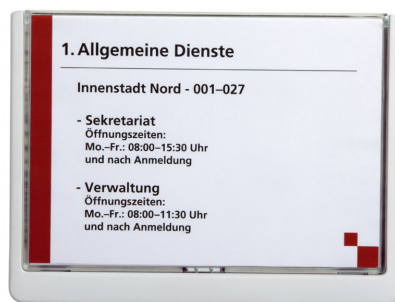 1. Allgemeine Dienste
Innenstadt Nord - 001–027
- Sekretariat
Öffnungszeiten:
Mo.–Fr.: 08:00–15:30 Uhr
und nach Anmeldung
- Verwaltung
Öffnungszeiten:
Mo.–Fr.: 08:00–11:30 Uhr
und nach Anmeldung